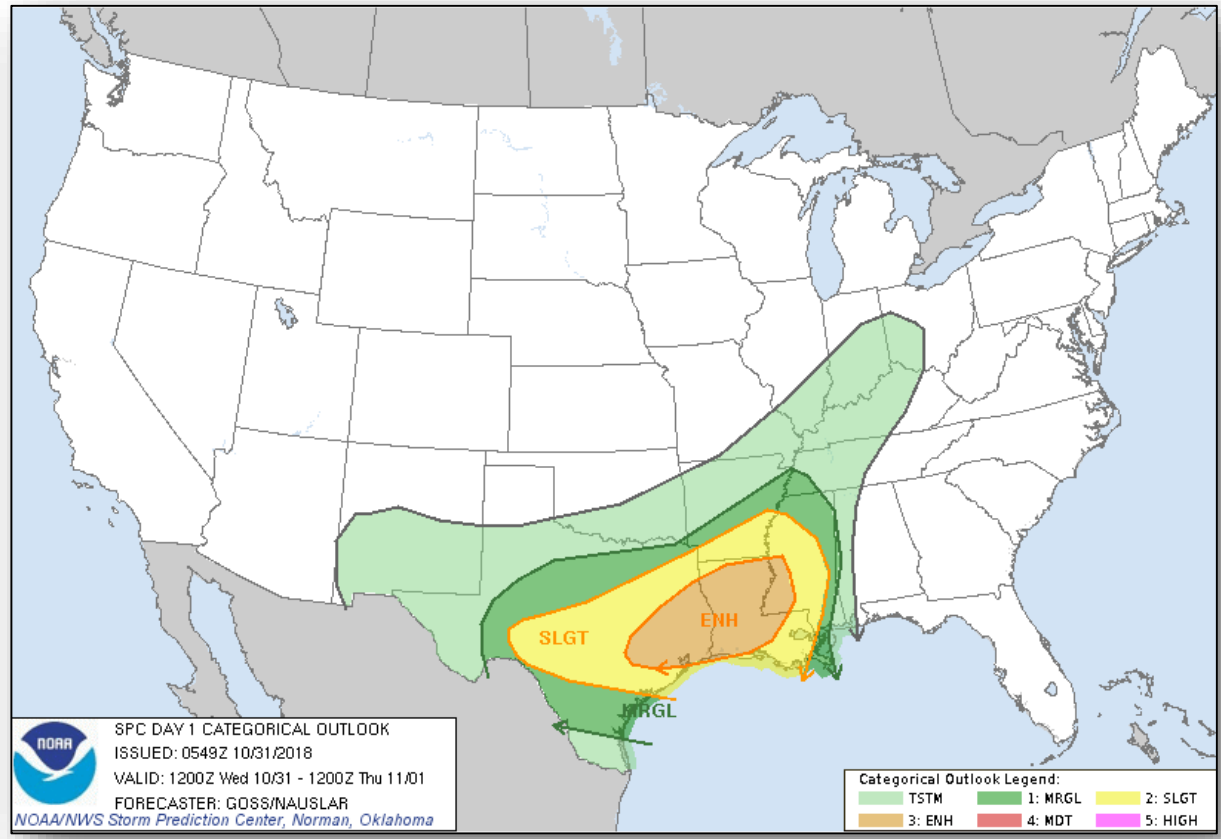 ENH
SLGT
MRGL
NOAA
SPC DAY 1 CATEGORICAL OUTLOOK
ISSUED: 0549Z 10/31/2018
VALID: 1200Z Wed 10/31 - 1200Z Thu 11/01
FORECASTER: GOSS/NAUSLAR
NOAA/NWS Storm Prediction Center, Norman, Oklahoma
Categorical Outlook Legend:
TSTM 1: MRGL 2: SLGT
3: ENH 4: MDT 5: HIGH